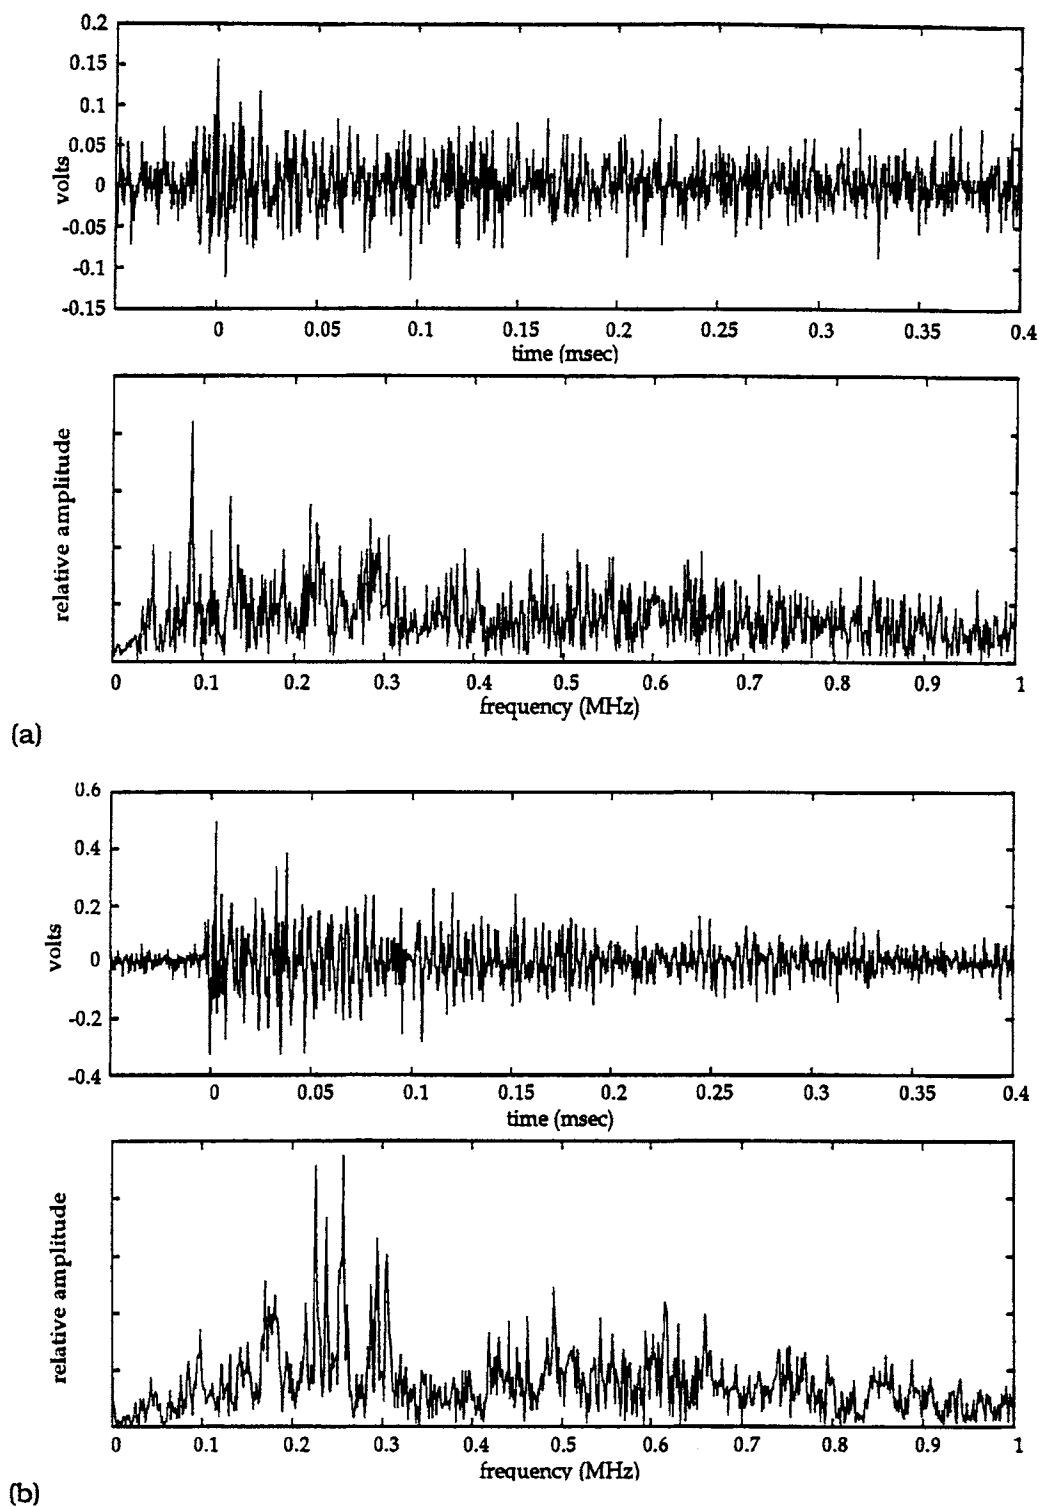 0.2
0.15
0.1
0.05
0
-0.05
-0.1
-0.15
volts
0 0.05 0.1 0.15 0.2 0.25 0.3 0.35 0.4
time (msec)
relative amplitude
0 0.1 0.2 0.3 0.4 0.5 0.6 0.7 0.8 0.9 1
frequency (MHz)
(a)
0.6
0.4
0.2
0
-0.2
-0.4
volts
0 0.05 0.1 0.15 0.2 0.25 0.3 0.35 0.4
time (msec)
relative amplitude
0 0.1 0.2 0.3 0.4 0.5 0.6 0.7 0.8 0.9 1
frequency (MHz)
(b)